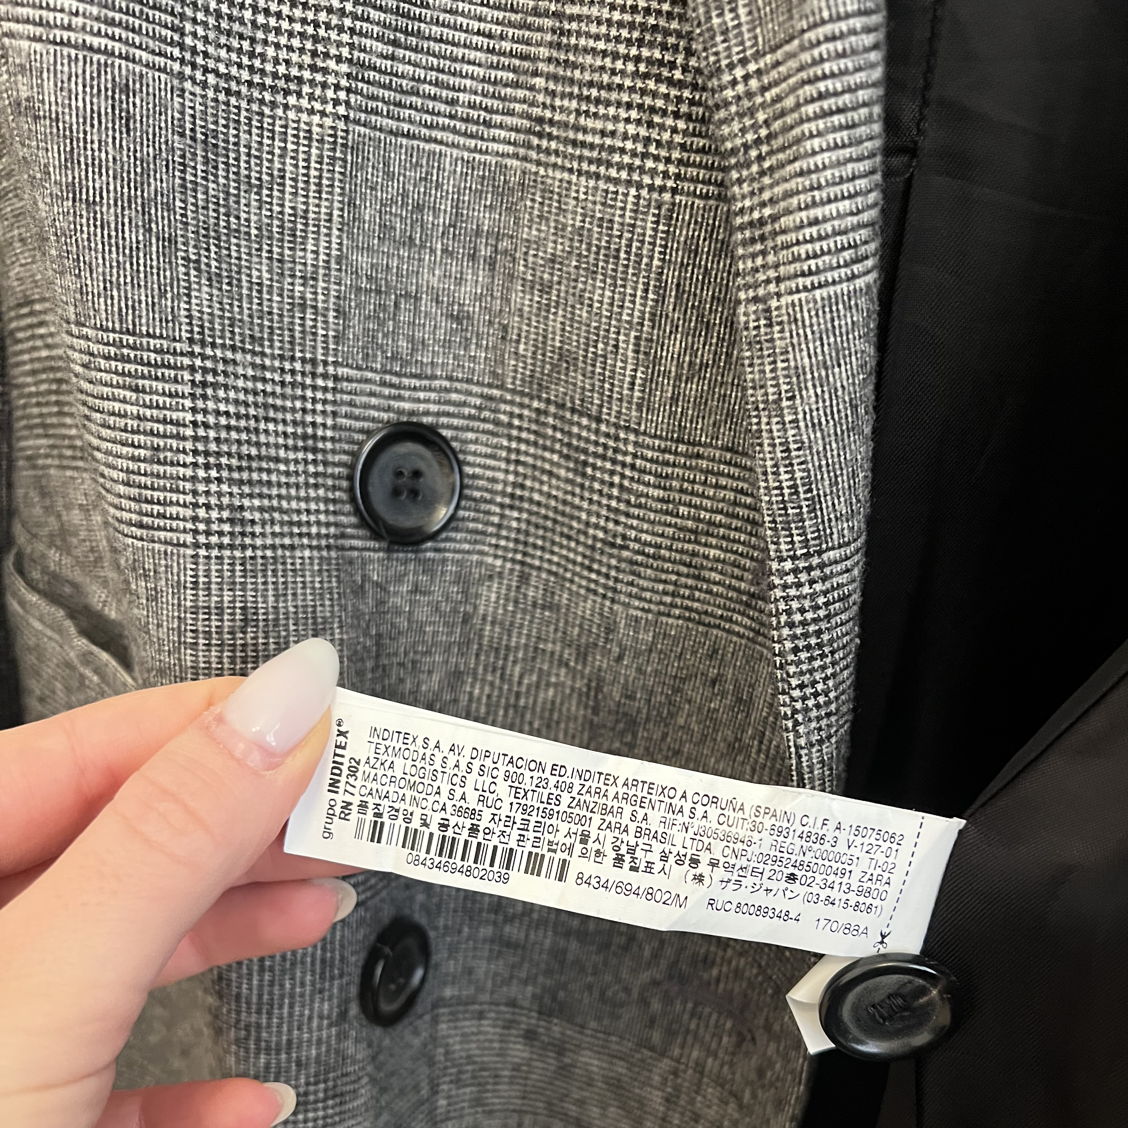 grupo INDITEX®
RN 77302
INDITEX S.A. AV. DIPUTACION ED.INDITEX ARTEIXO A CORUÑA (SPAIN) C.I.F. A-15075062
TEXMODAS S.A.S SIC 900.123.408 ZARA ARGENTINA S.A. CUIT:30-59314836-3 V-127-01
AZKA LOGISTICS LLC, TEXTILES ZANZIBAR S.A. RIF:Nº J30536946-1 REG.Nº:0000051 TI-02
MACROMODA S.A. RUC 1792159105001 ZARA BRASIL LTDA. CNPJ:02952485000491 ZARA
CANADA INC CA 36685 자라코리아 서울시 강남구 삼성동 무역센터 20층 02-3413-9800
품질경영 및 공산품안전관리법에 의한 품질표시 (株) ザラ・ジャパン (03-6415-8061)
08434694802039
8434/694/802/M
RUC 80089348-4
170/88A